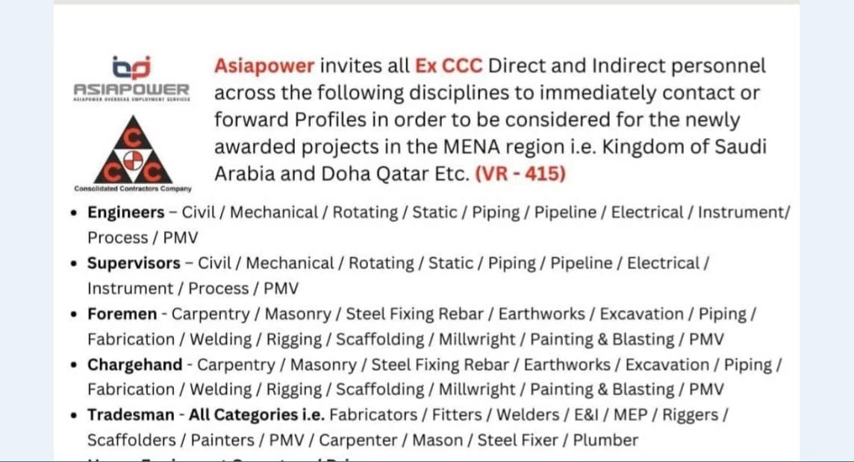 ASIAPOWER
ASIAPOWER OVERSEAS EMPLOYMENT SERVICES
C
C C
Consolidated Contractors Company
Asiapower invites all Ex CCC Direct and Indirect personnel
across the following disciplines to immediately contact or
forward Profiles in order to be considered for the newly
awarded projects in the MENA region i.e. Kingdom of Saudi
Arabia and Doha Qatar Etc. (VR - 415)
• Engineers – Civil / Mechanical / Rotating / Static / Piping / Pipeline / Electrical / Instrument/
Process / PMV
• Supervisors – Civil / Mechanical / Rotating / Static / Piping / Pipeline / Electrical /
Instrument / Process / PMV
• Foremen - Carpentry / Masonry / Steel Fixing Rebar / Earthworks / Excavation / Piping /
Fabrication / Welding / Rigging / Scaffolding / Millwright / Painting & Blasting / PMV
• Chargehand - Carpentry / Masonry / Steel Fixing Rebar / Earthworks / Excavation / Piping /
Fabrication / Welding / Rigging / Scaffolding / Millwright / Painting & Blasting / PMV
• Tradesman - All Categories i.e. Fabricators / Fitters / Welders / E&I / MEP / Riggers /
Scaffolders / Painters / PMV / Carpenter / Mason / Steel Fixer / Plumber